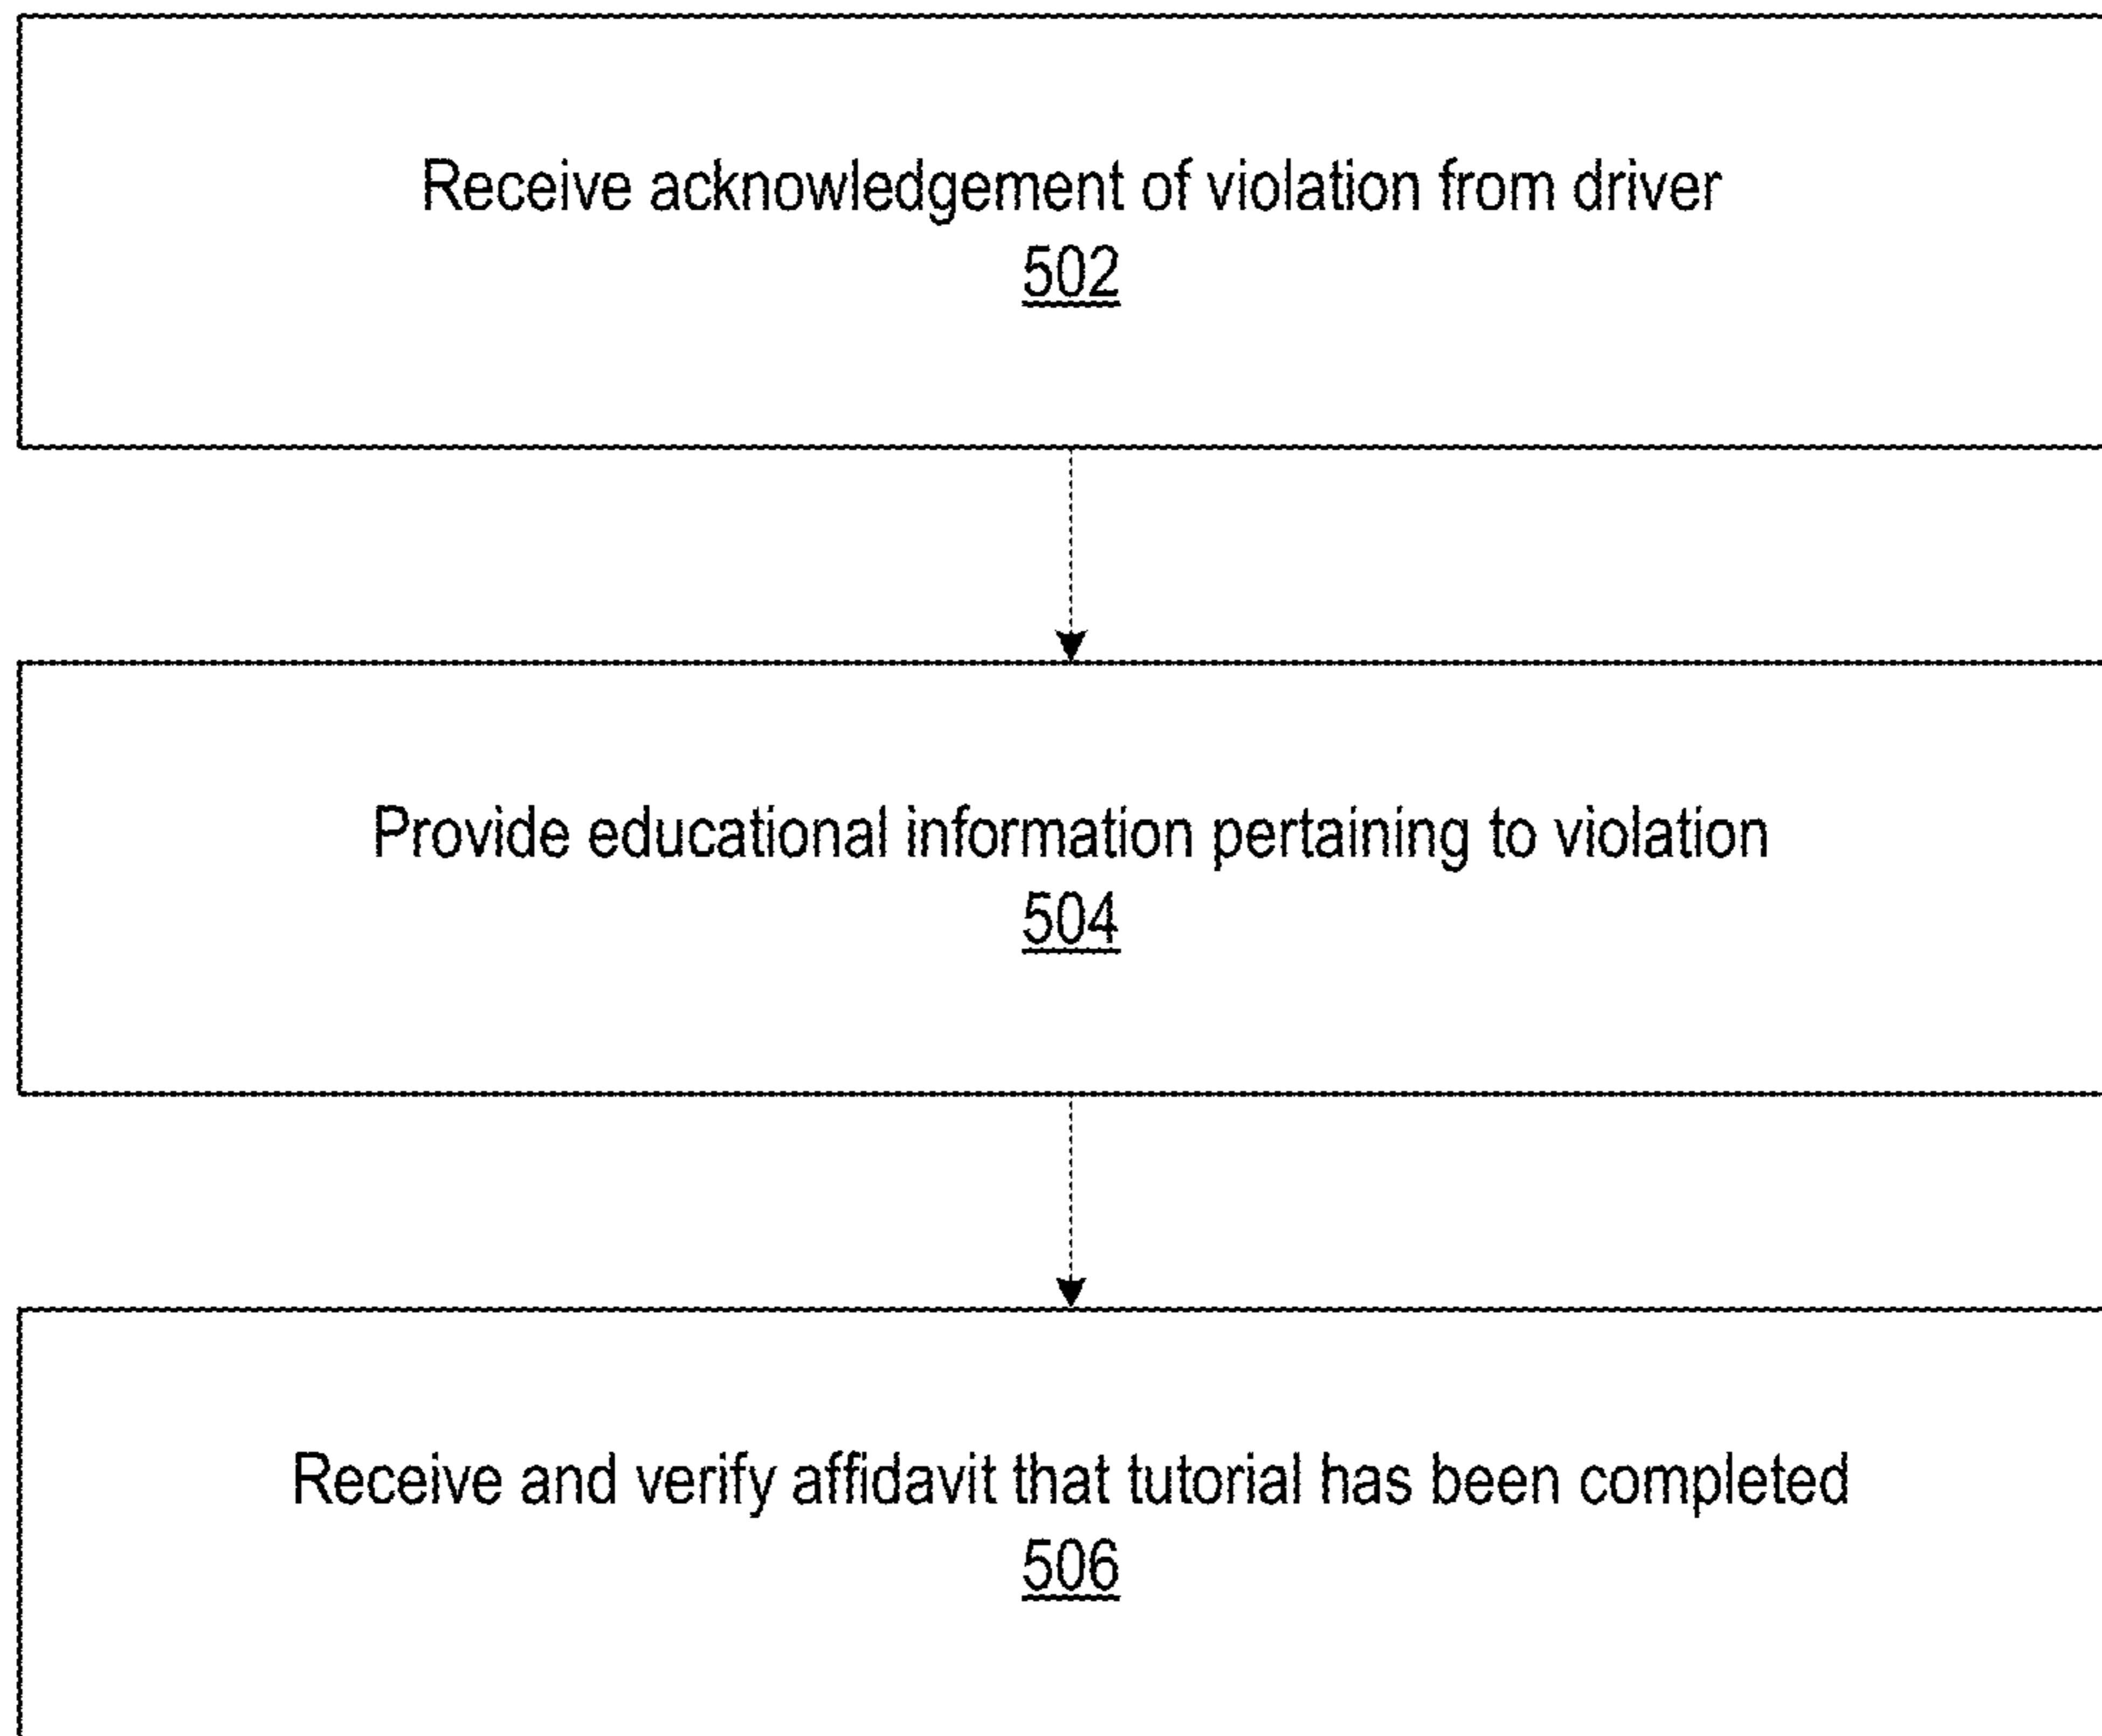 Receive acknowledgement of violation from driver
502
Provide educational information pertaining to violation
504
Receive and verify affidavit that tutorial has been completed
506